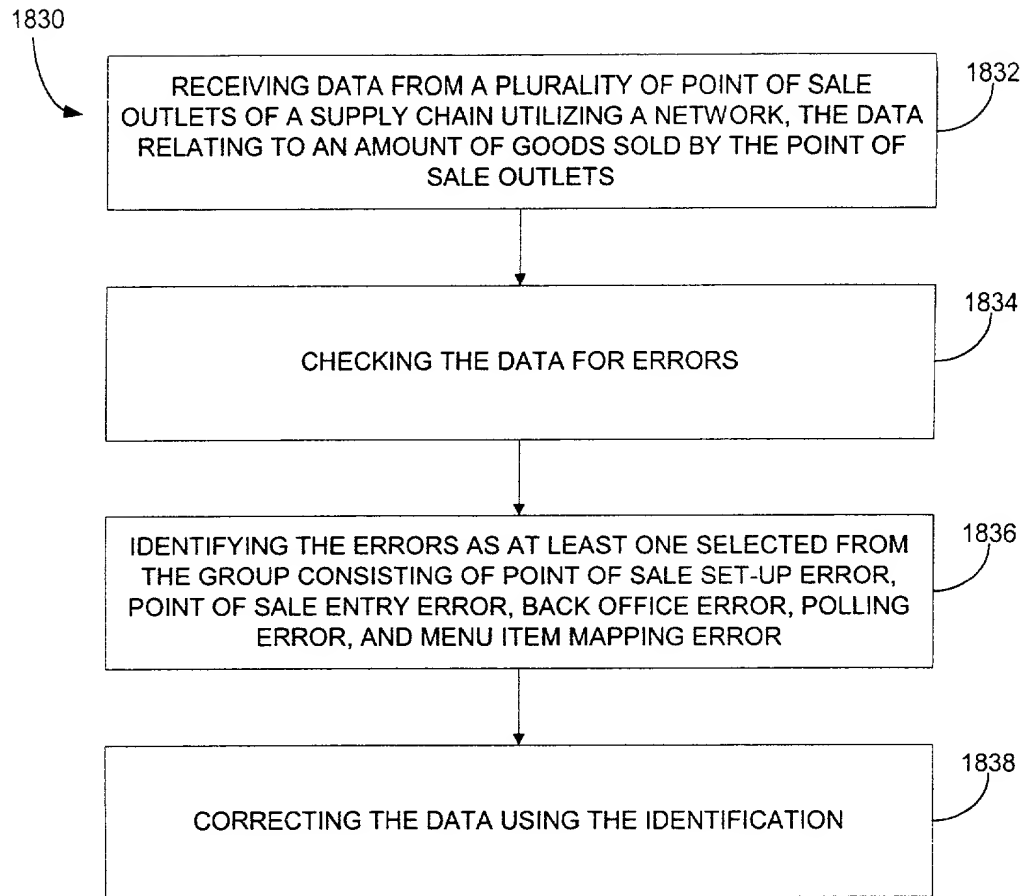 1830
RECEIVING DATA FROM A PLURALITY OF POINT OF SALE
OUTLETS OF A SUPPLY CHAIN UTILIZING A NETWORK, THE DATA
RELATING TO AN AMOUNT OF GOODS SOLD BY THE POINT OF
SALE OUTLETS
1832
CHECKING THE DATA FOR ERRORS
1834
IDENTIFYING THE ERRORS AS AT LEAST ONE SELECTED FROM
THE GROUP CONSISTING OF POINT OF SALE SET-UP ERROR,
POINT OF SALE ENTRY ERROR, BACK OFFICE ERROR, POLLING
ERROR, AND MENU ITEM MAPPING ERROR
1836
CORRECTING THE DATA USING THE IDENTIFICATION
1838